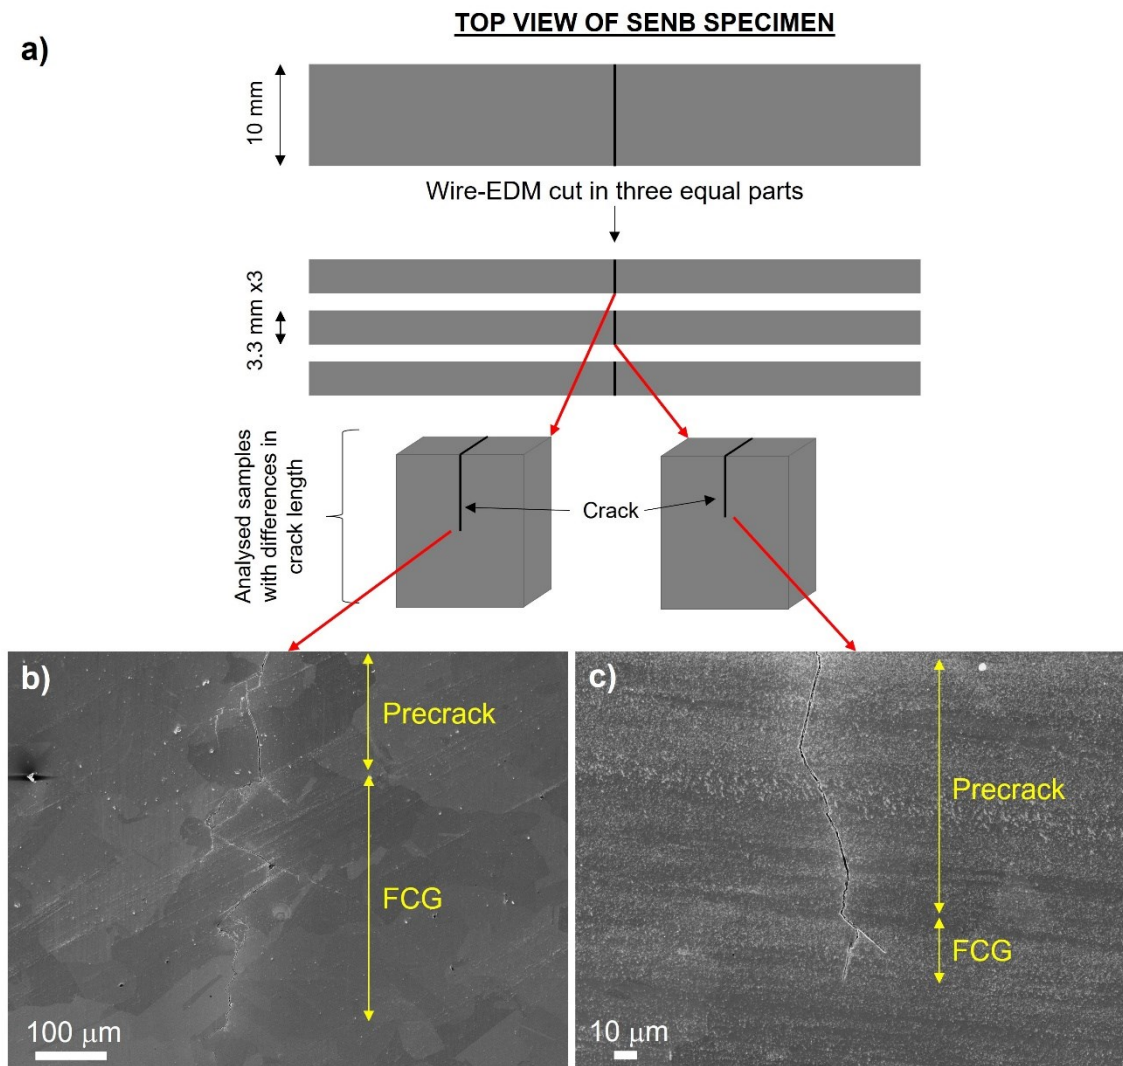 TOP VIEW OF SENB SPECIMEN
a)
10 mm
Wire-EDM cut in three equal parts
3.3 mm x3
Analysed samples
with differences in
crack length
Crack
b)
Precrack
FCG
100 μm
c)
Precrack
FCG
10 μm